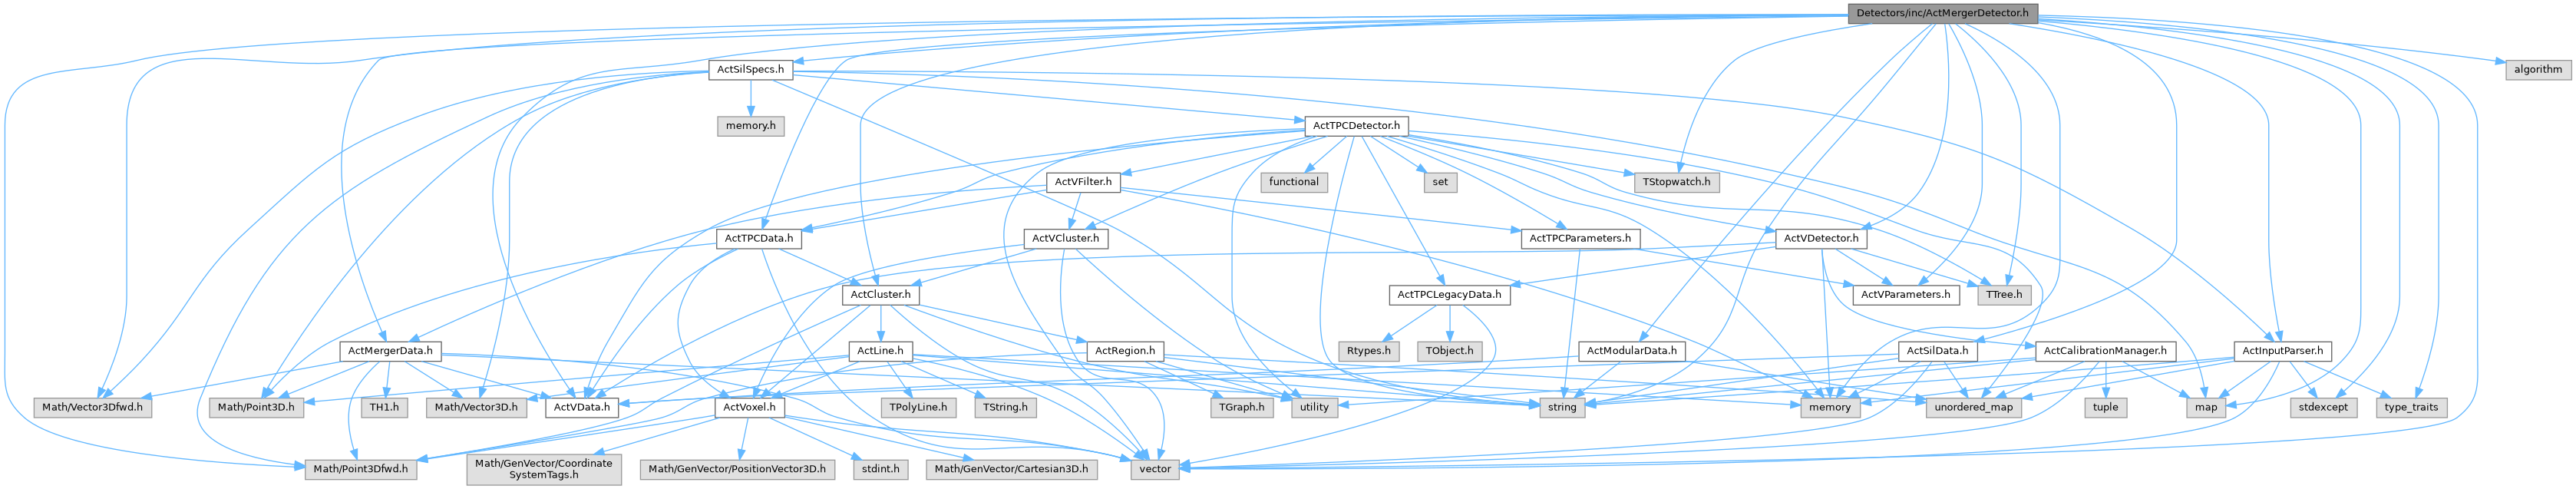 Detectors/inc/ActMergerDetector.h
ActSilSpecs.h
algorithm
memory.h
ActTPCDetector.h
ActVFilter.h
functional
set
TStopwatch.h
ActTPCData.h
ActVCluster.h
ActTPCParameters.h
ActVDetector.h
ActCluster.h
ActTPCLegacyData.h
ActVParameters.h
TTree.h
ActMergerData.h
ActLine.h
ActRegion.h
Rtypes.h
TObject.h
ActModularData.h
ActSilData.h
ActCalibrationManager.h
ActInputParser.h
Math/Vector3Dfwd.h
Math/Point3D.h
TH1.h
Math/Vector3D.h
ActVData.h
ActVoxel.h
TPolyLine.h
TString.h
TGraph.h
utility
string
memory
unordered_map
tuple
map
stdexcept
type_traits
Math/Point3Dfwd.h
Math/GenVector/Coordinate
SystemTags.h
Math/GenVector/PositionVector3D.h
stdint.h
Math/GenVector/Cartesian3D.h
vector